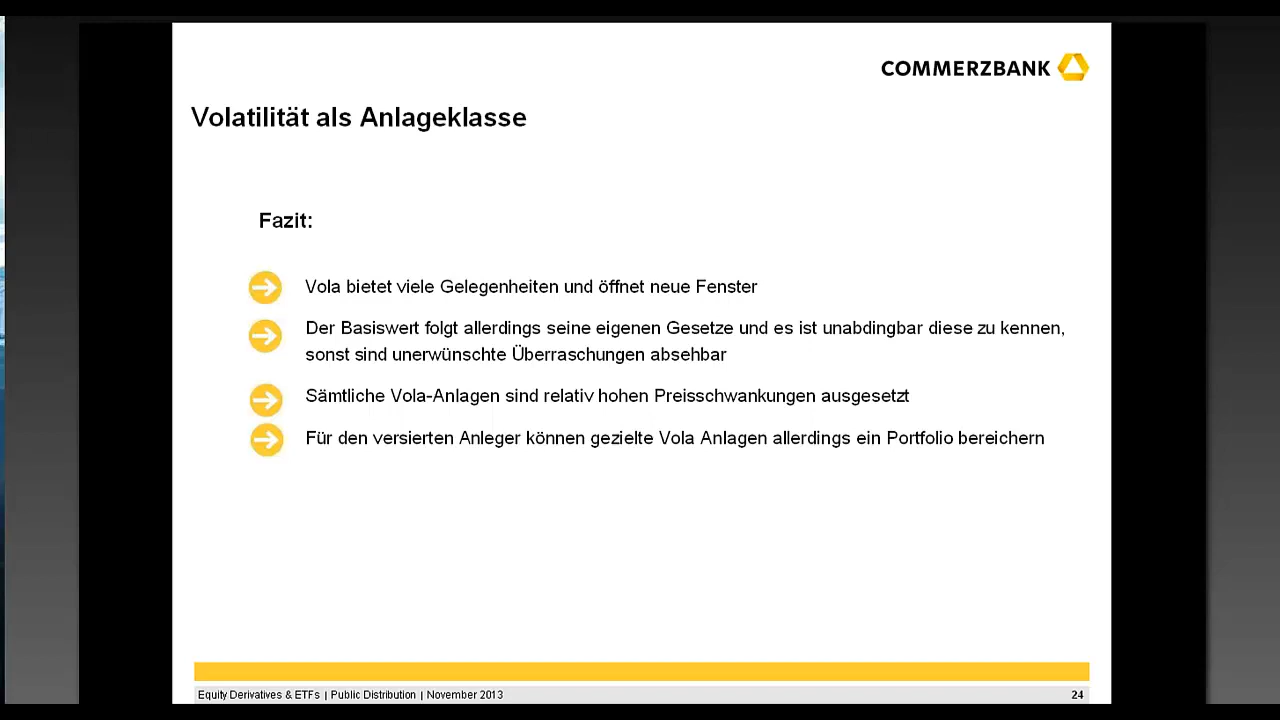 COMMERZBANK
Volatilität als Anlageklasse
Fazit:
Vola bietet viele Gelegenheiten und öffnet neue Fenster
Der Basiswert folgt allerdings seine eigenen Gesetze und es ist unabdingbar diese zu kennen,
sonst sind unerwünschte Überraschungen absehbar
Sämtliche Vola-Anlagen sind relativ hohen Preisschwankungen ausgesetzt
Für den versierten Anleger können gezielte Vola Anlagen allerdings ein Portfolio bereichern
Equity Derivatives & ETFs | Public Distribution | November 2013
24